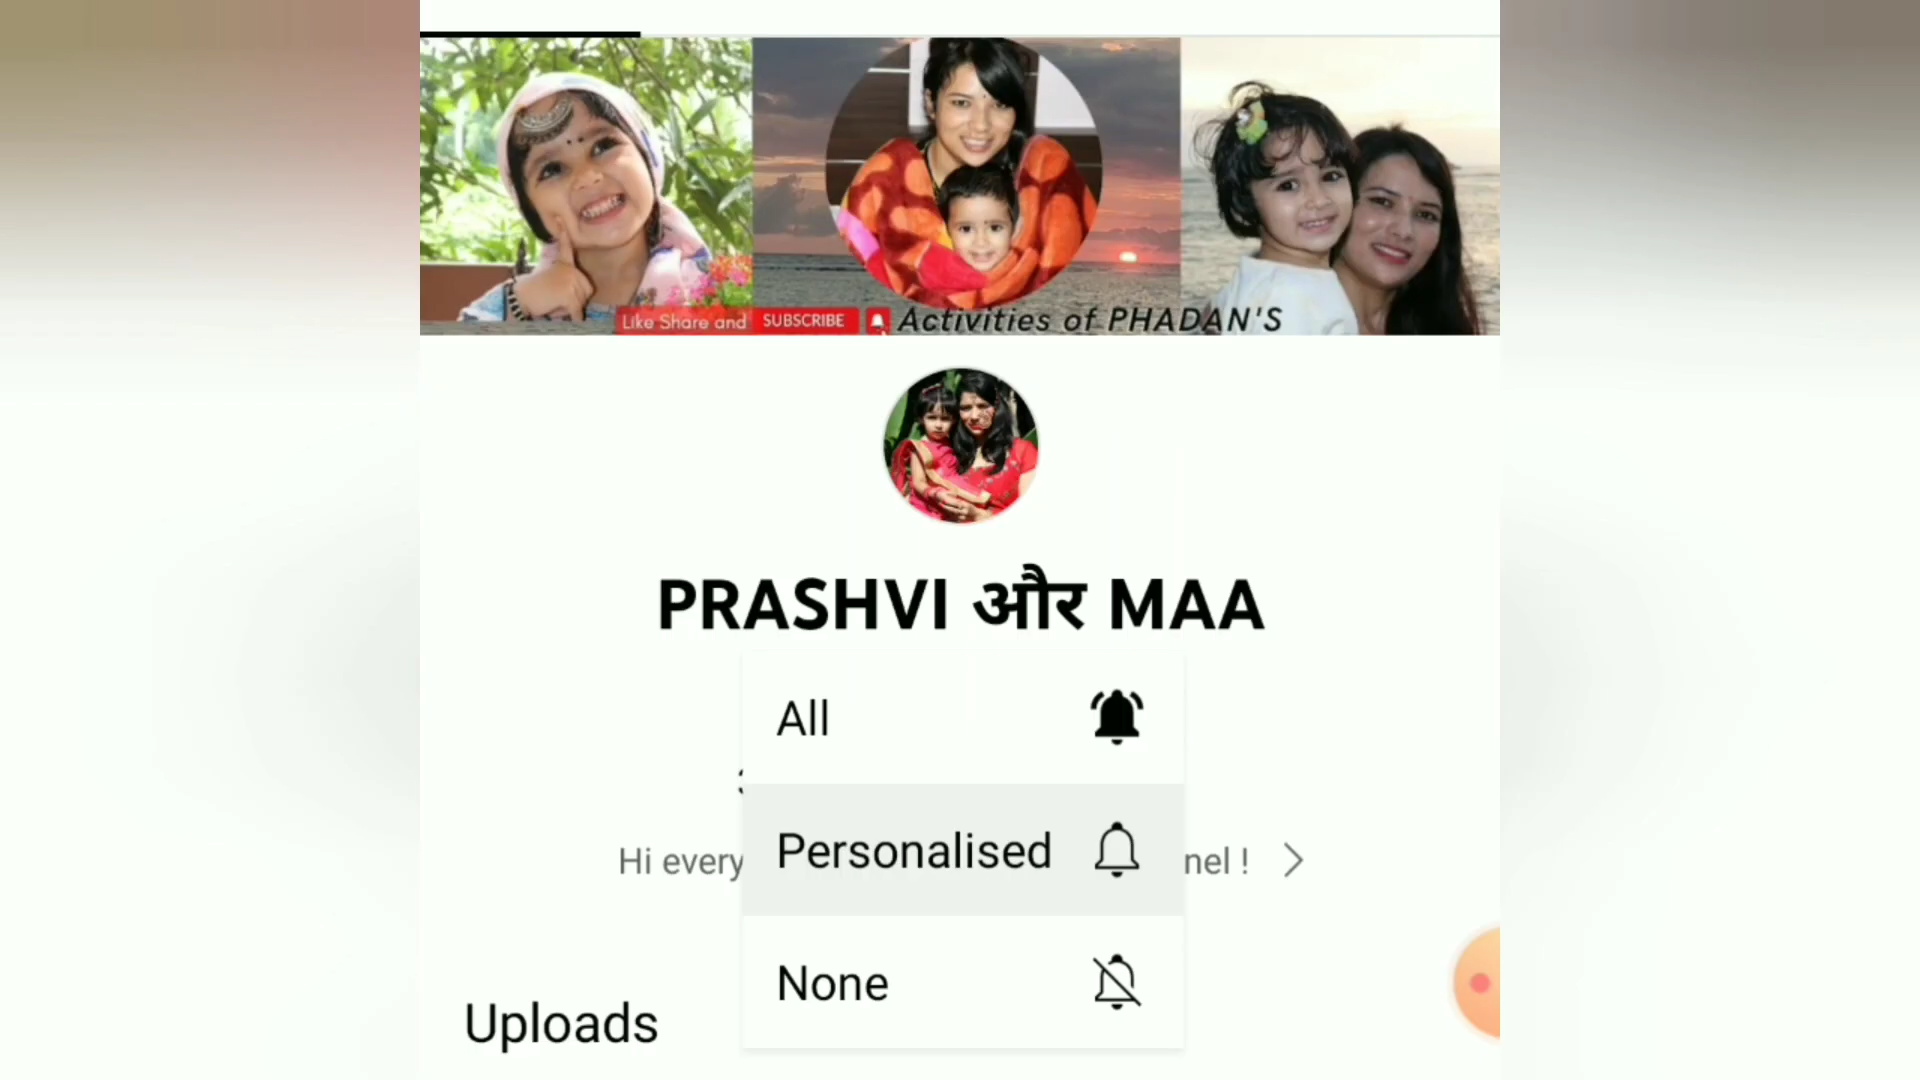 Like Share and SUBSCRIBE Activities of PHADAN'S
PRASHVI और MAA
All
Personalised
Hi every
nel !
None
Uploads